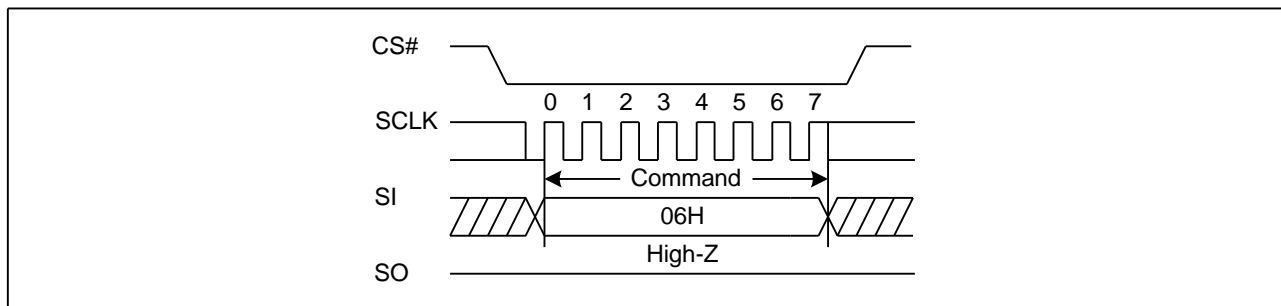 CS#
0 1 2 3 4 5 6 7
SCLK
Command
SI
06H
High-Z
SO